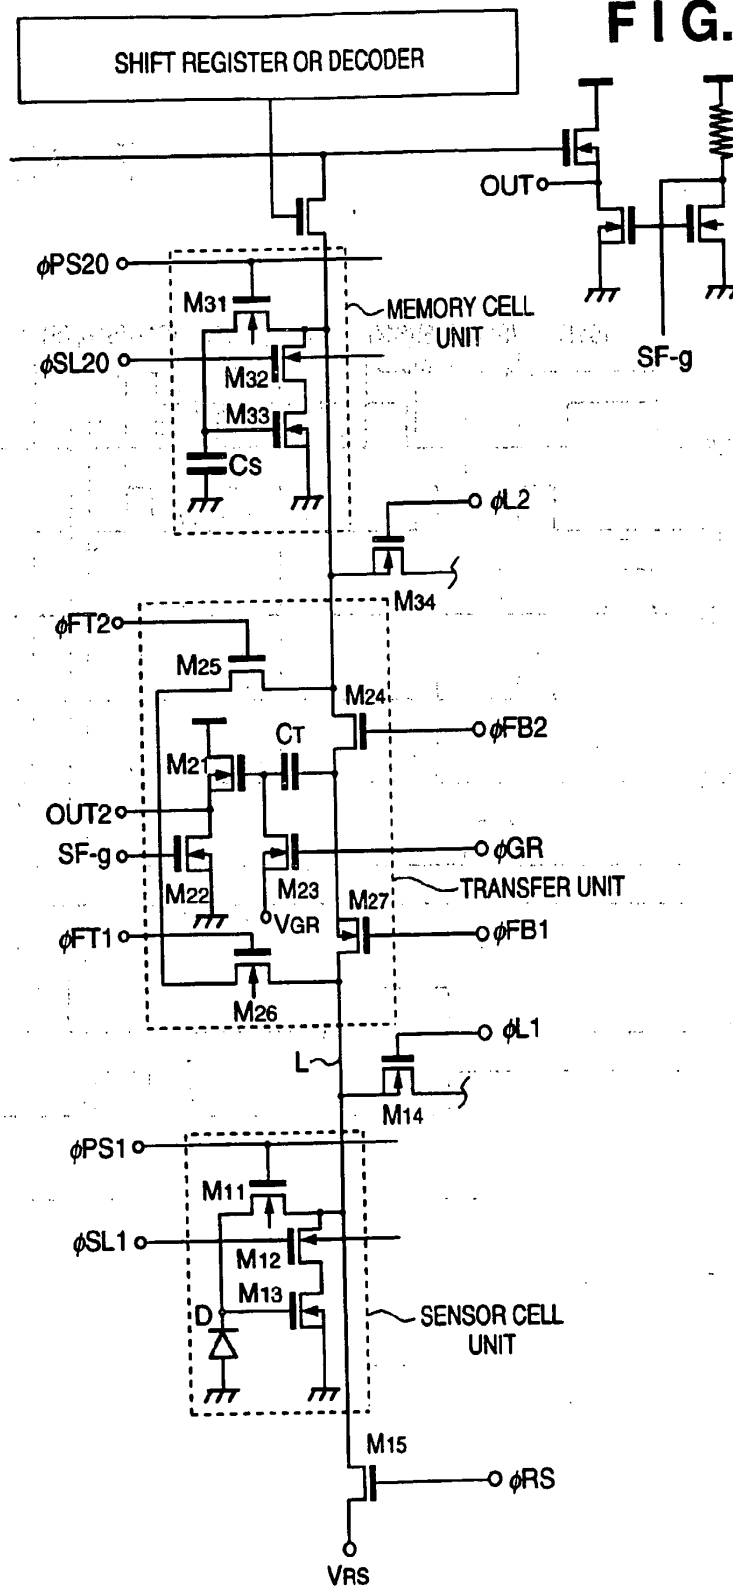 FIG.
SHIFT REGISTER OR DECODER
OUT
ϕPS20
M31
MEMORY CELL
UNIT
SF-g
ϕSL20
M32
M33
Cs
ϕL2
M34
ϕFT2
M25
M24
CT
ϕFB2
M21
OUT2
SF-g
ϕGR
M22
M23
TRANSFER UNIT
M27
VGR
ϕFT1
ϕFB1
M26
ϕL1
L
M14
ϕPS1
M11
ϕSL1
M12
M13
D
SENSOR CELL
UNIT
M15
ϕRS
VRS